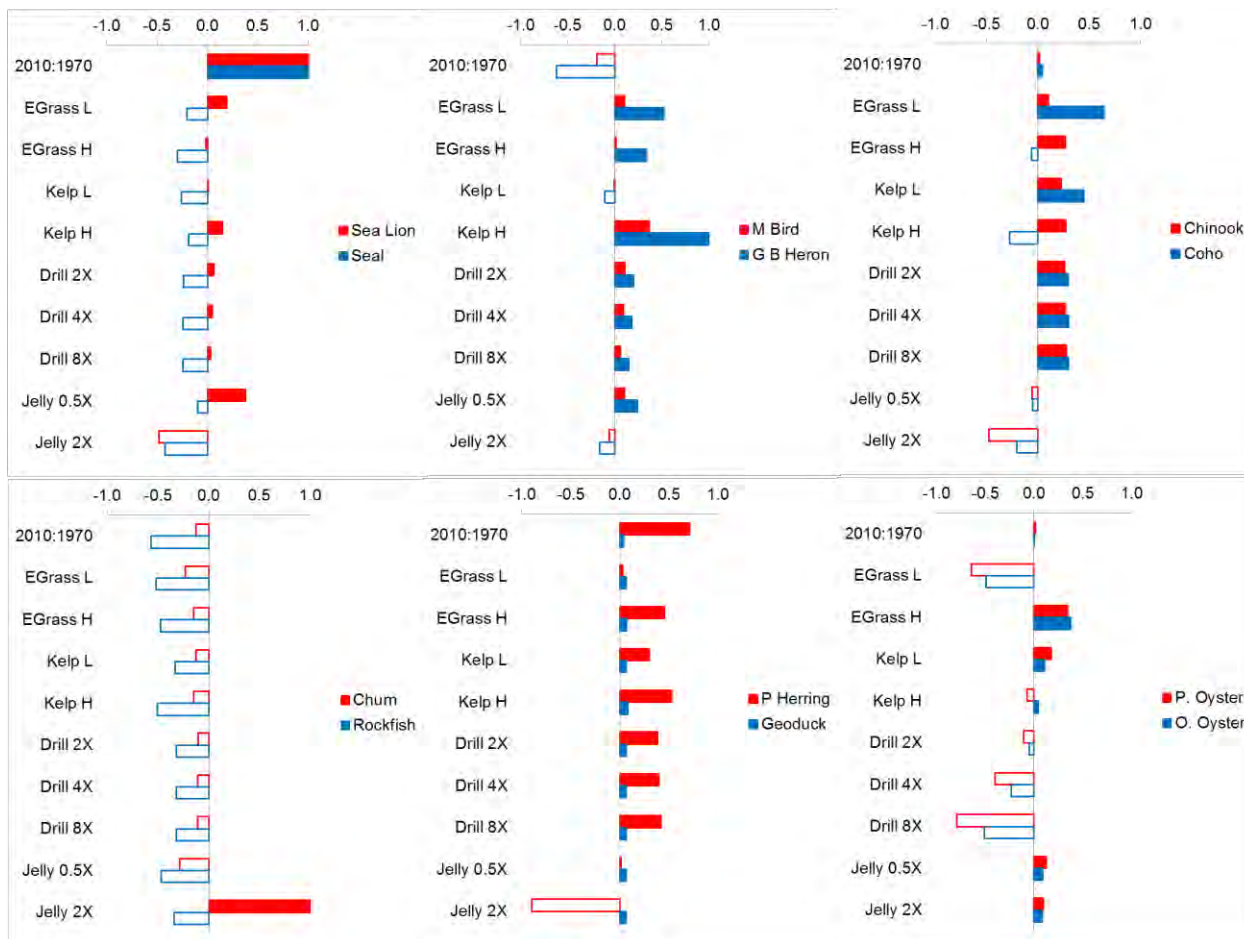 -1.0 -0.5 0.0 0.5 1.0
2010:1970
EGrass L
EGrass H
Kelp L
Kelp H
Drill 2X
Drill 4X
Drill 8X
Jelly 0.5X
Jelly 2X
Sea Lion
Seal
-1.0 -0.5 0.0 0.5 1.0
2010:1970
EGrass L
EGrass H
Kelp L
Kelp H
Drill 2X
Drill 4X
Drill 8X
Jelly 0.5X
Jelly 2X
M Bird
G B Heron
-1.0 -0.5 0.0 0.5 1.0
2010:1970
EGrass L
EGrass H
Kelp L
Kelp H
Drill 2X
Drill 4X
Drill 8X
Jelly 0.5X
Jelly 2X
Chinook
Coho
-1.0 -0.5 0.0 0.5 1.0
2010:1970
EGrass L
EGrass H
Kelp L
Kelp H
Drill 2X
Drill 4X
Drill 8X
Jelly 0.5X
Jelly 2X
Chum
Rockfish
-1.0 -0.5 0.0 0.5 1.0
2010:1970
EGrass L
EGrass H
Kelp L
Kelp H
Drill 2X
Drill 4X
Drill 8X
Jelly 0.5X
Jelly 2X
P Herring
Geoduck
-1.0 -0.5 0.0 0.5 1.0
2010:1970
EGrass L
EGrass H
Kelp L
Kelp H
Drill 2X
Drill 4X
Drill 8X
Jelly 0.5X
Jelly 2X
P. Oyster
O. Oyster